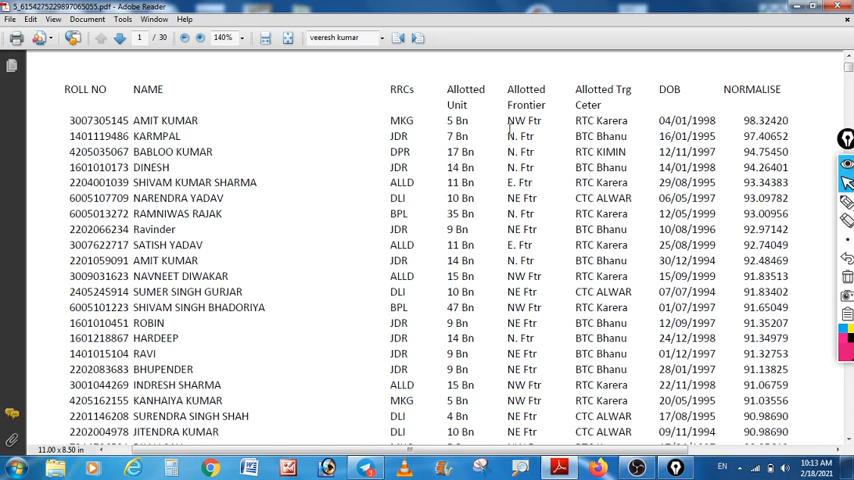 5_6154275229897065055.pdf - Adobe Reader
File Edit View Document Tools Window Help
1 / 30 140% veeresh kumar
ROLL NO NAME RRCs Allotted Unit Allotted Frontier Allotted Trg Ceter DOB NORMALISE
3007305145 AMIT KUMAR MKG 5 Bn NW Ftr RTC Karera 04/01/1998 98.32420
1401119486 KARMPAL JDR 7 Bn N. Ftr BTC Bhanu 16/01/1995 97.40652
4205035067 BABLOO KUMAR DPR 17 Bn N. Ftr RTC KIMIN 12/11/1997 94.75450
1601010173 DINESH JDR 14 Bn N. Ftr BTC Bhanu 14/01/1998 94.26401
2204001039 SHIVAM KUMAR SHARMA ALLD 11 Bn E. Ftr RTC Karera 29/08/1995 93.34383
6005107709 NARENDRA YADAV DLI 10 Bn NE Ftr CTC ALWAR 06/05/1997 93.09782
6005013272 RAMNIWAS RAJAK BPL 35 Bn N. Ftr RTC Karera 12/05/1999 93.00956
2202066234 Ravinder JDR 9 Bn NE Ftr BTC Bhanu 10/08/1996 92.97142
3007622717 SATISH YADAV ALLD 11 Bn E. Ftr RTC Karera 25/08/1999 92.74049
2201059091 AMIT KUMAR JDR 14 Bn N. Ftr BTC Bhanu 30/12/1994 92.48469
3009031623 NAVNEET DIWAKAR ALLD 15 Bn NW Ftr RTC Karera 15/09/1999 91.83513
2405245914 SUMER SINGH GURJAR DLI 10 Bn NE Ftr CTC ALWAR 07/07/1994 91.83402
6005101223 SHIVAM SINGH BHADORIYA BPL 47 Bn NW Ftr RTC Karera 01/07/1997 91.65049
1601010451 ROBIN JDR 9 Bn NE Ftr BTC Bhanu 12/09/1997 91.35207
1601218867 HARDEEP JDR 14 Bn N. Ftr BTC Bhanu 24/12/1998 91.34979
1401015104 RAVI JDR 9 Bn NE Ftr BTC Bhanu 01/12/1997 91.32753
2202083683 BHUPENDER JDR 9 Bn NE Ftr BTC Bhanu 28/01/1997 91.13825
3001044269 INDRESH SHARMA ALLD 15 Bn NW Ftr RTC Karera 22/11/1998 91.06759
4205162155 KANHAIYA KUMAR MKG 5 Bn NW Ftr RTC Karera 20/05/1995 91.03556
2201146208 SURENDRA SINGH SHAH DLI 4 Bn NE Ftr CTC ALWAR 17/08/1995 90.98690
2202004978 JITENDRA KUMAR DLI 10 Bn NE Ftr CTC ALWAR 09/11/1994 90.98690
11.00 x 8.50 in
EN 10:13 AM
2/18/2021